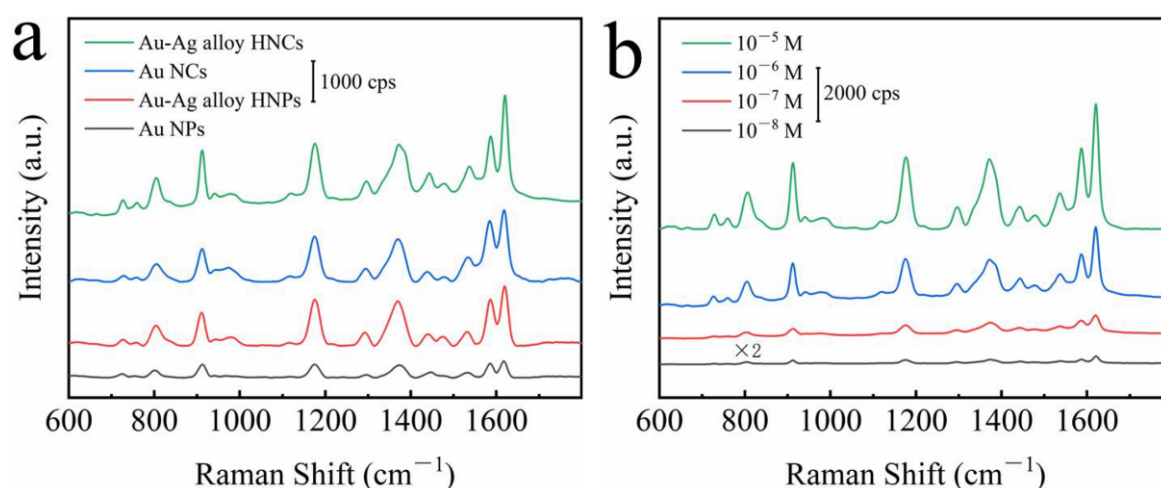 a
Au-Ag alloy HNCs
Au NCs
Au-Ag alloy HNPs
Au NPs
1000 cps
Intensity (a.u.)
600 800 1000 1200 1400 1600
Raman Shift (cm⁻¹)
b
10⁻⁵ M
10⁻⁶ M
10⁻⁷ M
10⁻⁸ M
2000 cps
×2
Intensity (a.u.)
600 800 1000 1200 1400 1600
Raman Shift (cm⁻¹)